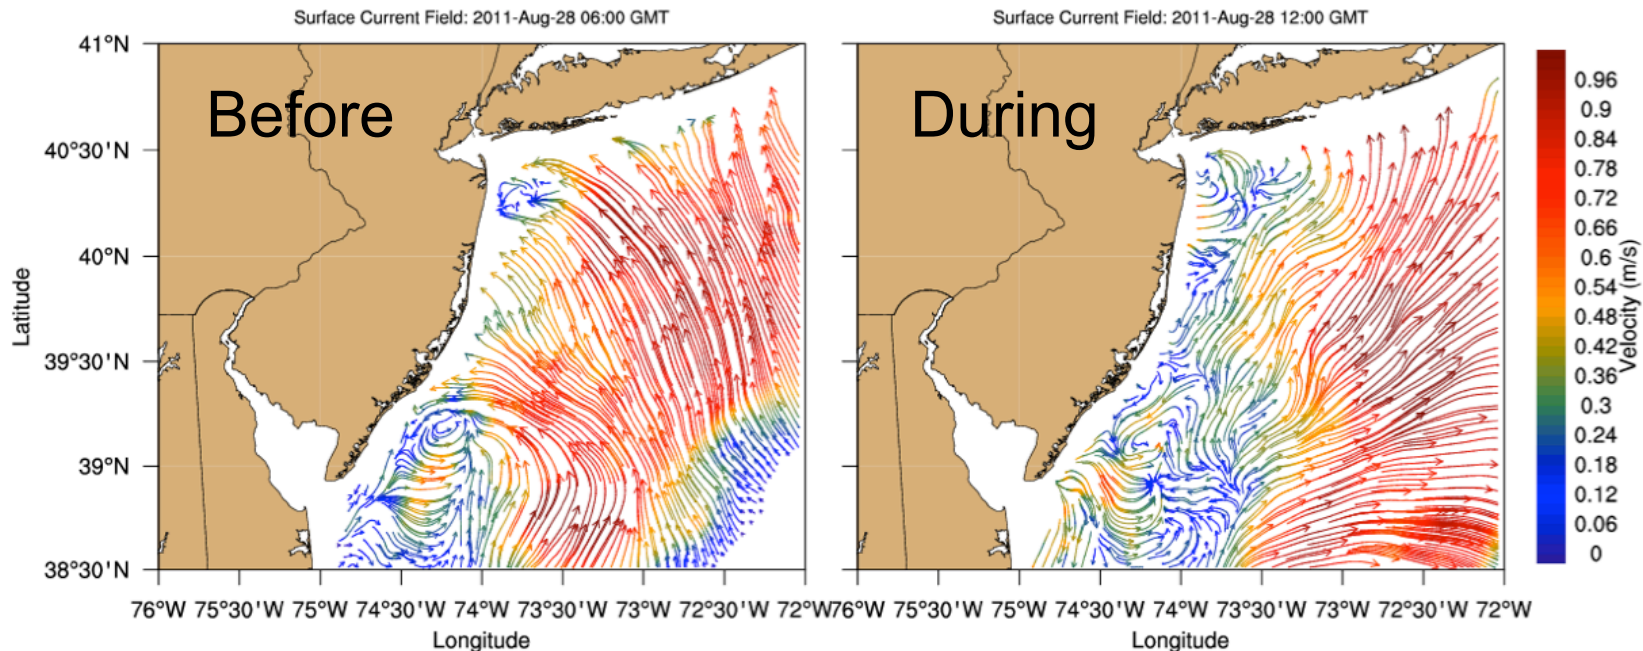 Surface Current Field: 2011-Aug-28 06:00 GMT
Surface Current Field: 2011-Aug-28 12:00 GMT
Before
During
Latitude
41°N
40°30'N
40°N
39°30'N
39°N
38°30'N
76°W 75°30'W 75°W 74°30'W 74°W 73°30'W 73°W 72°30'W 72°W
76°W 75°30'W 75°W 74°30'W 74°W 73°30'W 73°W 72°30'W 72°W
Longitude
Longitude
0.96
0.9
0.84
0.78
0.72
0.66
0.6
0.54
0.48
0.42
0.36
0.3
0.24
0.18
0.12
0.06
0
Velocity (m/s)